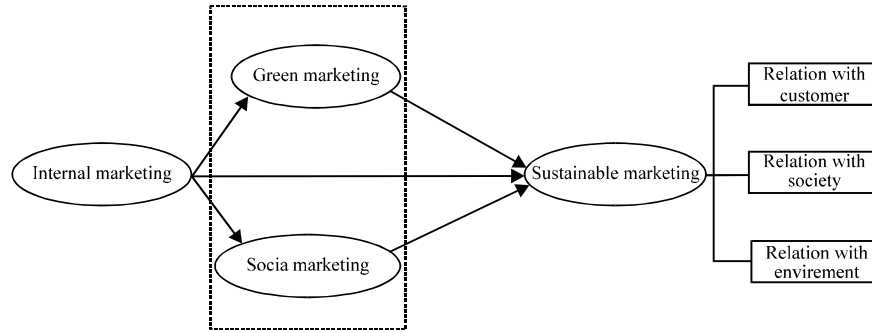 Green marketing
Internal marketing
Socia marketing
Sustainable marketing
Relation with
customer
Relation with
society
Relation with
envirement